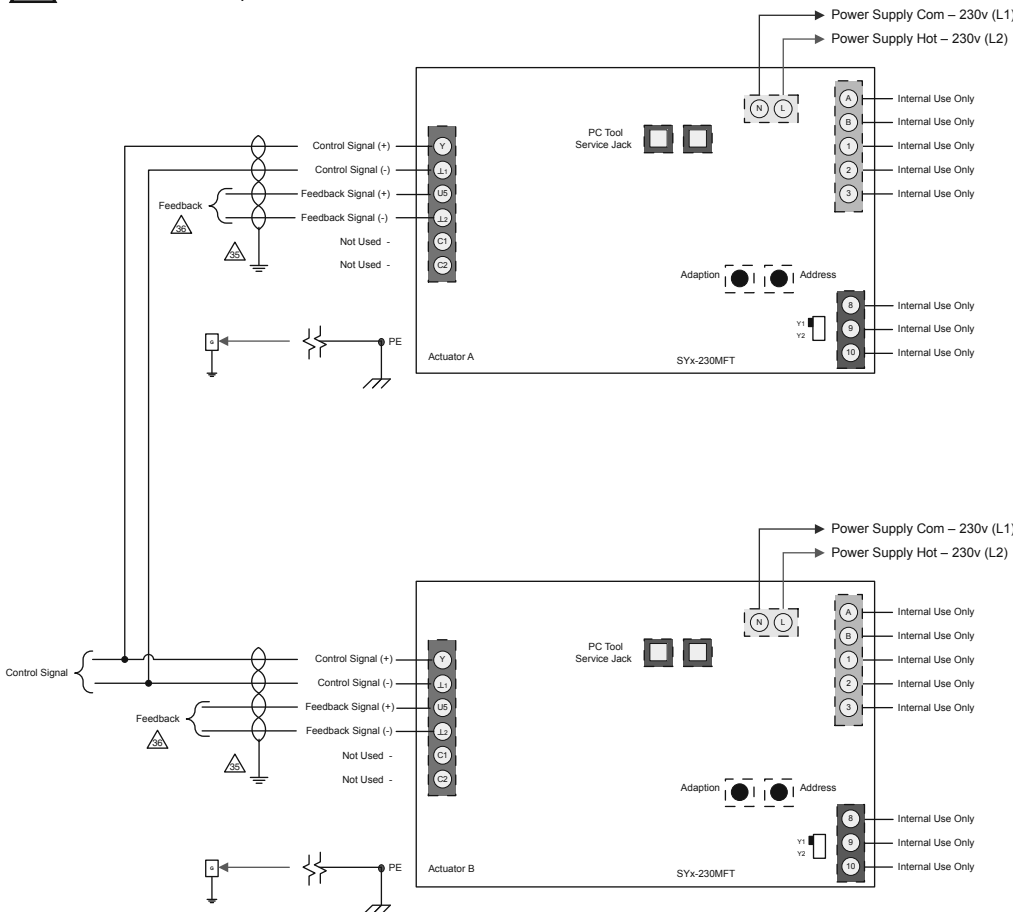 Power Supply Com – 230v (L1)
Power Supply Hot – 230v (L2)
N L
A Internal Use Only
B Internal Use Only
1 Internal Use Only
2 Internal Use Only
3 Internal Use Only
PC Tool
Service Jack
Control Signal (+) Y
Control Signal (-) ⊥1
Feedback Signal (+) U5
Feedback Signal (-) ⊥2
Not Used - C1
Not Used - C2
Feedback
36
35
Adaption Address
8 Internal Use Only
9 Internal Use Only
10 Internal Use Only
Y1
Y2
G
PE
Actuator A
SYx-230MFT
Power Supply Com – 230v (L1)
Power Supply Hot – 230v (L2)
N L
A Internal Use Only
B Internal Use Only
1 Internal Use Only
2 Internal Use Only
3 Internal Use Only
PC Tool
Service Jack
Control Signal
Control Signal (+) Y
Control Signal (-) ⊥1
Feedback Signal (+) U5
Feedback Signal (-) ⊥2
Not Used - C1
Not Used - C2
Feedback
36
35
Adaption Address
8 Internal Use Only
9 Internal Use Only
10 Internal Use Only
Y1
Y2
G
PE
Actuator B
SYx-230MFT